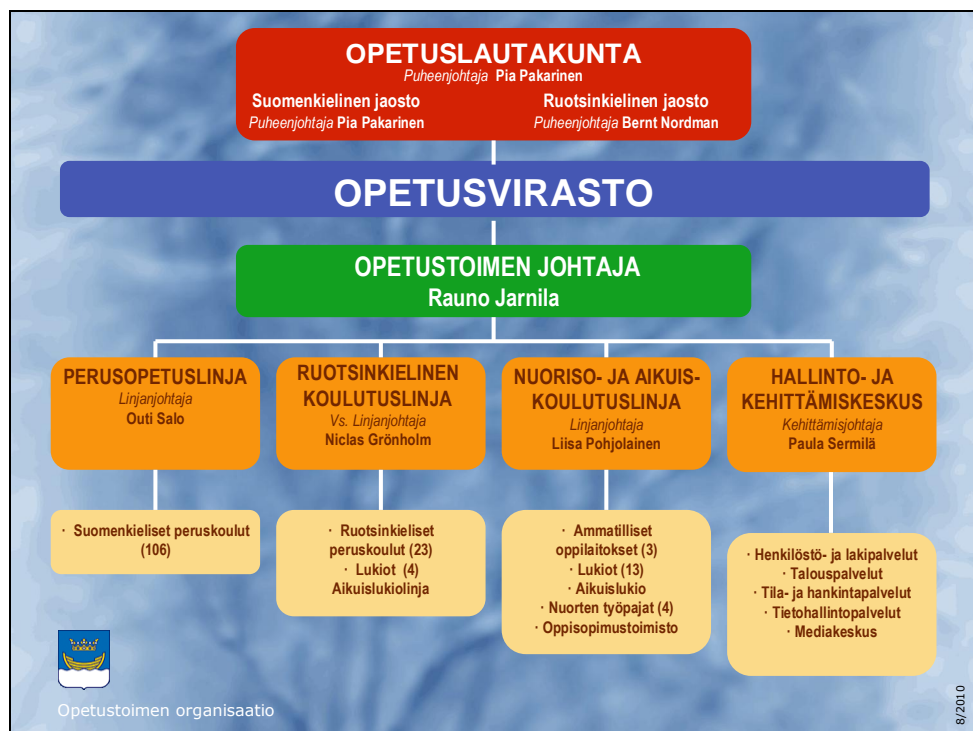 OPETUSLAUTAKUNTA
Puheenjohtaja Pia Pakarinen
Suomenkielinen jaosto
Puheenjohtaja Pia Pakarinen
Ruotsinkielinen jaosto
Puheenjohtaja Bernt Nordman
OPETUSVIRASTO
OPETUSTOIMEN JOHTAJA
Rauno Jarnila
PERUSOPETUSLINJA
Linjanjohtaja
Outi Salo
RUOTSINKIELINEN
KOULUTUSLINJA
Vs. Linjanjohtaja
Niclas Grönholm
NUORISO- JA AIKUIS-
KOULUTUSLINJA
Linjanjohtaja
Liisa Pohjolainen
HALLINTO- JA
KEHITTÄMISKESKUS
Kehittämisjohtaja
Paula Sermilä
· Suomenkieliset peruskoulut
(106)
· Ruotsinkieliset
peruskoulut (23)
· Lukiot (4)
Aikuislukiolinja
· Ammatilliset
oppilaitokset (3)
· Lukiot (13)
· Aikuislukio
· Nuorten työpajat (4)
· Oppisopimustoimisto
· Henkilöstö- ja lakipalvelut
· Talouspalvelut
· Tila- ja hankintapalvelut
· Tietohallintopalvelut
· Mediakeskus
Opetustoimen organisaatio
8/2010